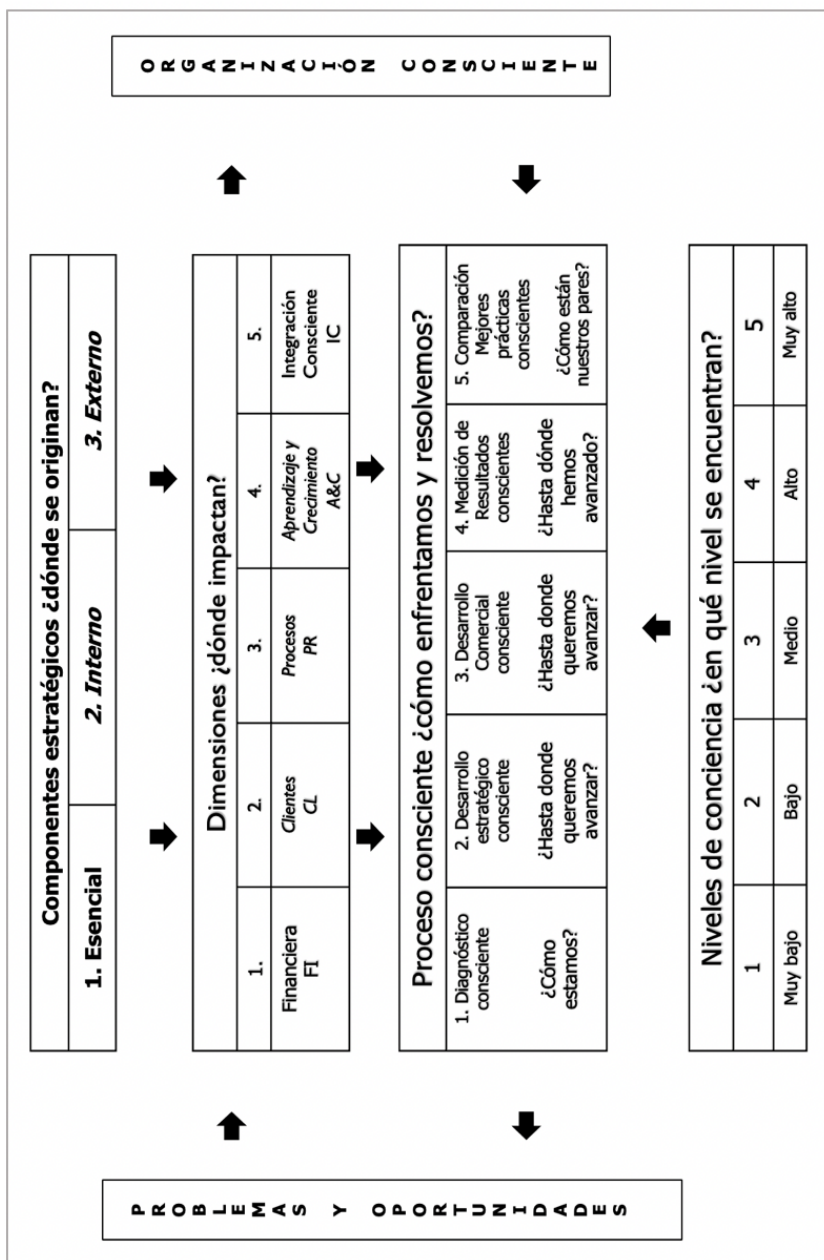 PROBLEMAS Y OPORTUNIDADES
Componentes estratégicos ¿dónde se originan?
1. Esencial
2. Interno
3. Externo
Dimensiones ¿dónde impactan?
1.
2.
3.
4.
5.
Financiera
FI
Clientes
CL
Procesos
PR
Aprendizaje y
Crecimiento
A&C
Integración
Consciente
IC
Proceso consciente ¿cómo enfrentamos y resolvemos?
1. Diagnóstico
consciente
¿Cómo
estamos?
2. Desarrollo
estratégico
consciente
¿Hasta donde
queremos
avanzar?
3. Desarrollo
Comercial
consciente
¿Hasta donde
queremos
avanzar?
4. Medición de
Resultados
conscientes
¿Hasta dónde
hemos
avanzado?
5. Comparación
Mejores
prácticas
conscientes
¿Cómo están
nuestros pares?
Niveles de conciencia ¿en qué nivel se encuentran?
1
2
3
4
5
Muy bajo
Bajo
Medio
Alto
Muy alto
ORGANIZACIÓN CONSCIENTE